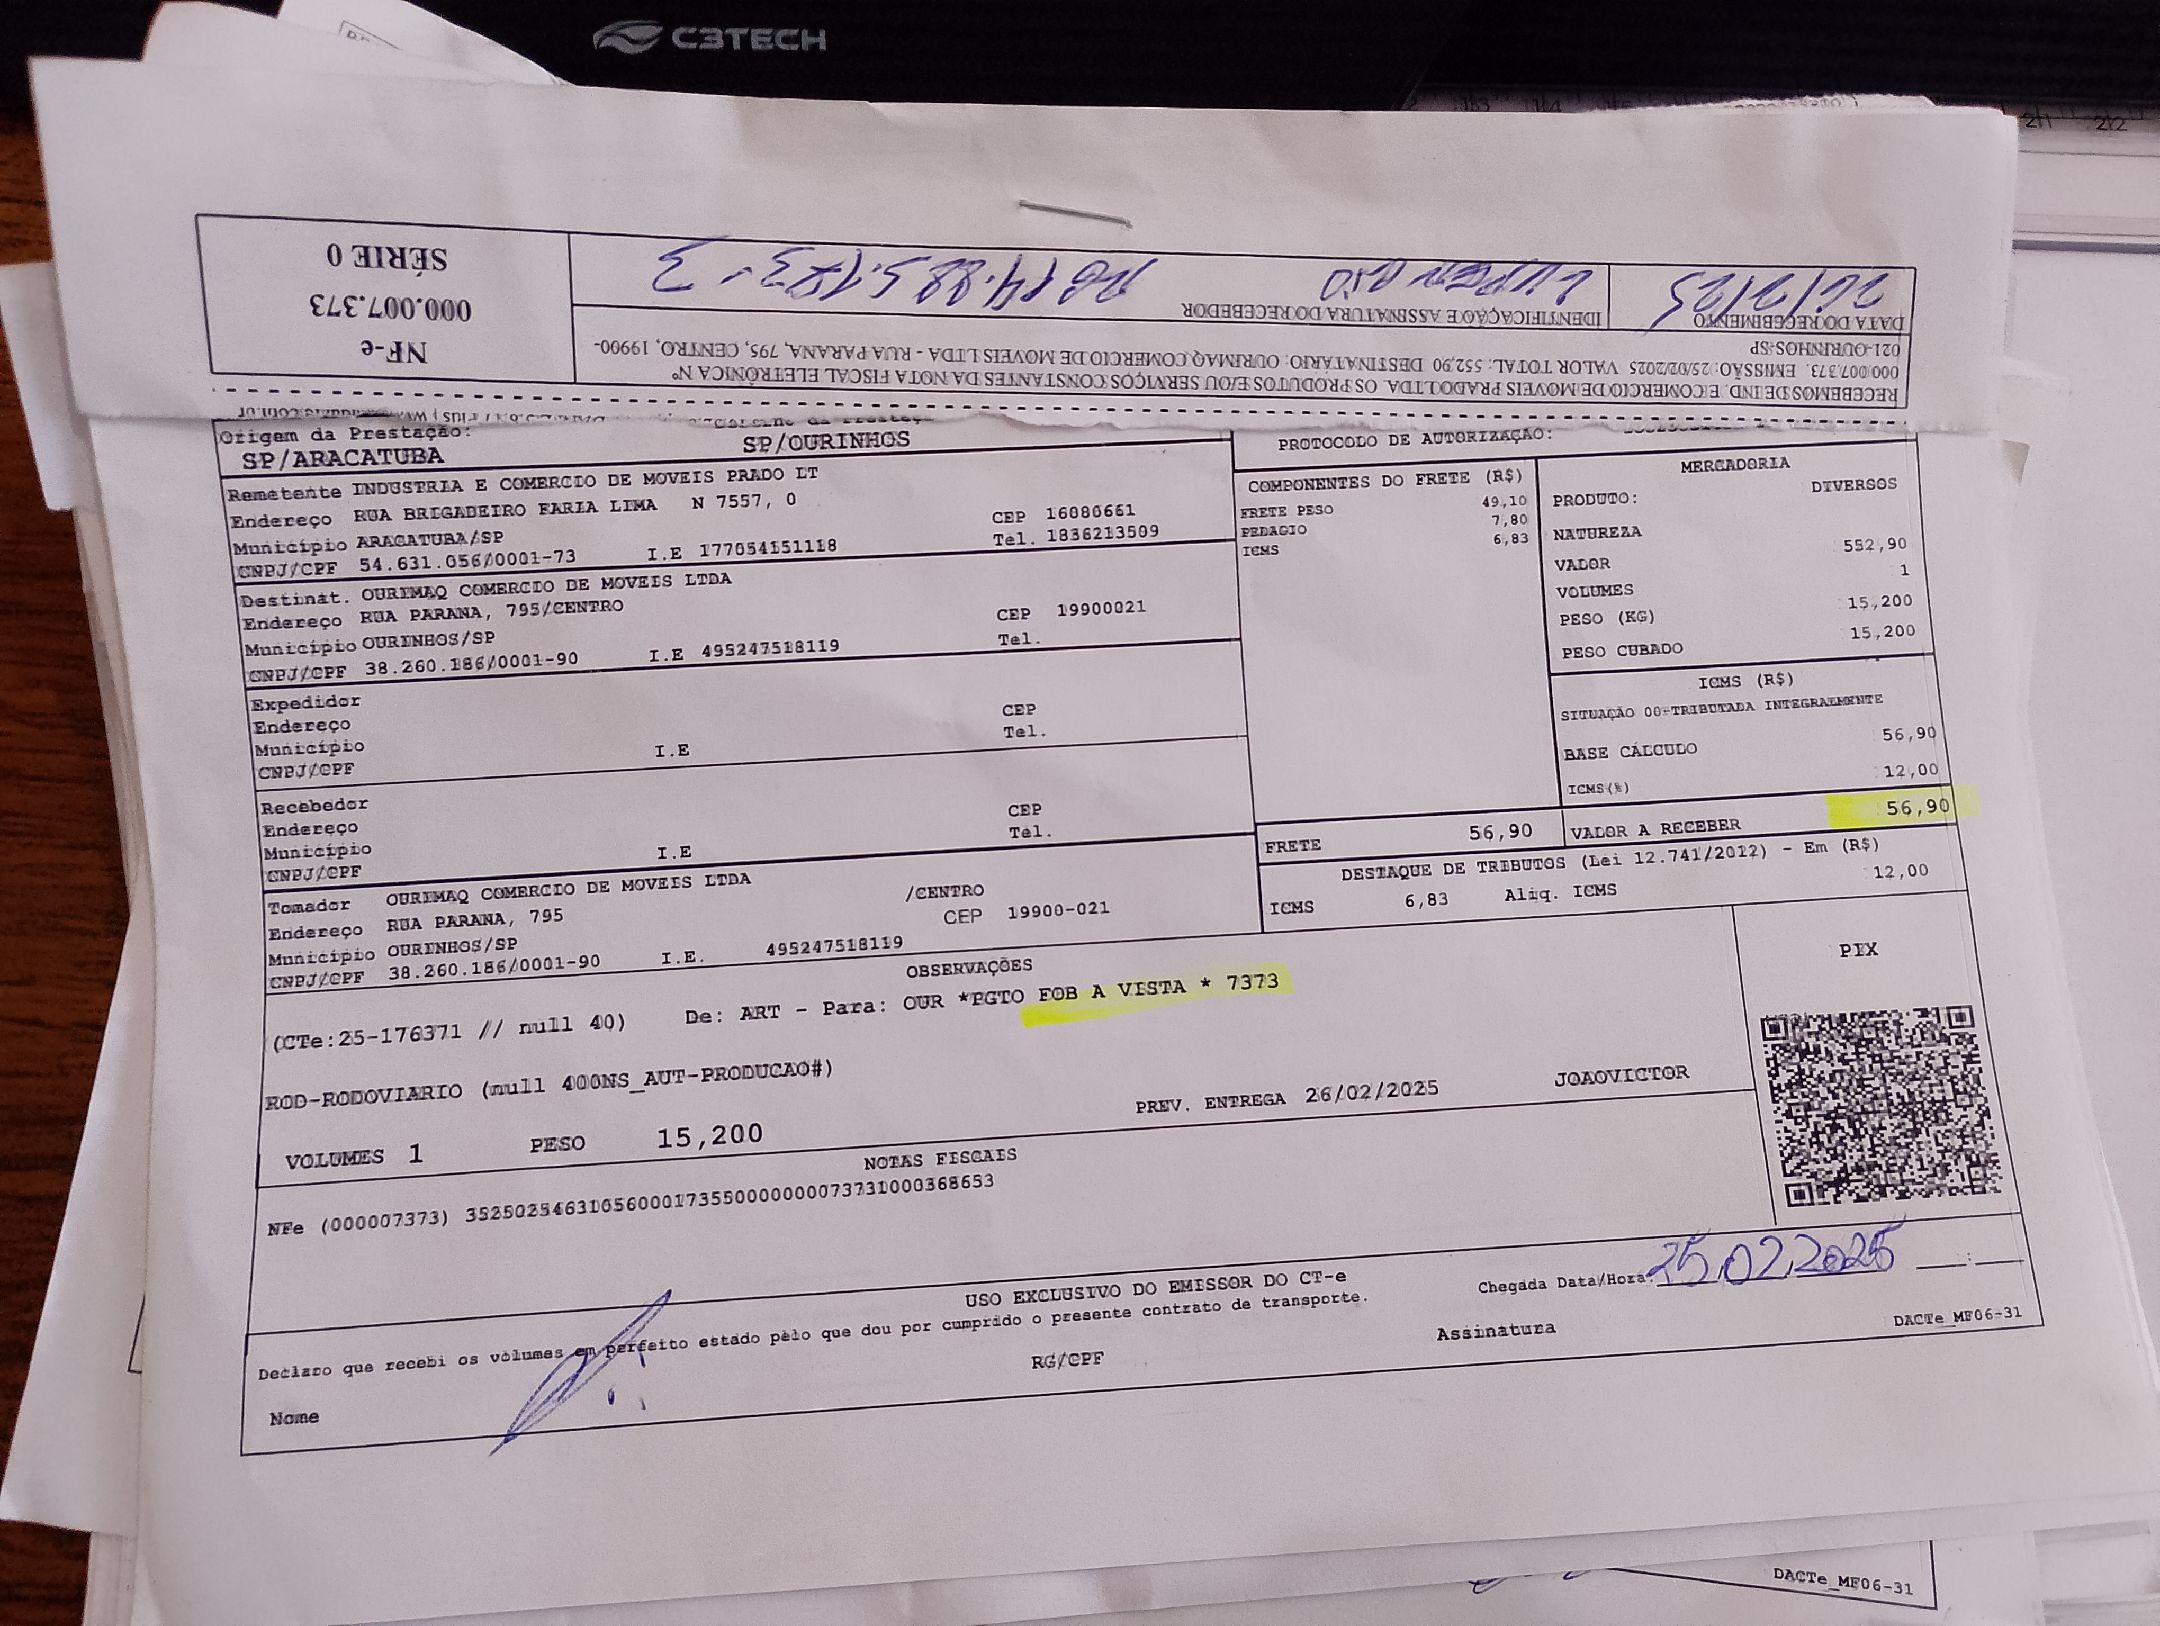 C3TECH
RECEBEMOS DE IND. E COMERCIO DE MOVEIS PRADO LTDA. OS PRODUTOS E/OU SERVIÇOS CONSTANTES DA NOTA FISCAL ELETRÔNICA Nº
000.007.373. EMISSÃO: 25/02/2025 VALOR TOTAL: 552,90 DESTINATÁRIO: OURIMAQ COMERCIO DE MOVEIS LTDA - RUA PARANA, 795, CENTRO, 19900-
021-OURINHOS-SP
DATA DO RECEBIMENTO
IDENTIFICAÇÃO E ASSINATURA DO RECEBEDOR
NF-e
000.007.373
SÉRIE 0
Origem da Prestação:
SP/ARACATUBA
SP/OURINHOS
Remetente INDUSTRIA E COMERCIO DE MOVEIS PRADO LT
Endereço RUA BRIGADEIRO FARIA LIMA N 7557, 0
CEP 16080661
Município ARACATUBA/SP
Tel. 1836213509
CNPJ/CPF 54.631.056/0001-73 I.E 177054151118
Destinat. OURIMAQ COMERCIO DE MOVEIS LTDA
Endereço RUA PARANA, 795/CENTRO
CEP 19900021
Município OURINHOS/SP
Tel.
CNPJ/CPF 38.260.186/0001-90 I.E 495247518119
Expedidor
Endereço
CEP
Município
Tel.
CNPJ/CPF
I.E
Recebedor
Endereço
CEP
Município
Tel.
CNPJ/CPF
I.E
Tomador OURIMAQ COMERCIO DE MOVEIS LTDA
Endereço RUA PARANA, 795 /CENTRO
Município OURINHOS/SP CEP 19900-021
CNPJ/CPF 38.260.186/0001-90 I.E. 495247518119
PROTOCOLO DE AUTORIZAÇÃO:
COMPONENTES DO FRETE (R$)
FRETE PESO 49,10
PEDAGIO 7,80
ICMS 6,83
MERCADORIA
PRODUTO: DIVERSOS
NATUREZA
VALOR 552,90
VOLUMES 1
PESO (KG) 15,200
PESO CUBADO 15,200
ICMS (R$)
SITUAÇÃO 00-TRIBUTADA INTEGRALMENTE
BASE CÁLCULO 56,90
ICMS(%) 12,00
FRETE 56,90
VALOR A RECEBER 56,90
DESTAQUE DE TRIBUTOS (Lei 12.741/2012) - Em (R$)
ICMS 6,83 Aliq. ICMS 12,00
OBSERVAÇÕES
(CTe:25-176371 // null 40) De: ART - Para: OUR *PGTO FOB A VISTA * 7373
ROD-RODOVIARIO (null 400NS_AUT-PRODUCAO#)
PREV. ENTREGA 26/02/2025 JOAOVICTOR
VOLUMES 1 PESO 15,200
PIX
NOTAS FISCAIS
NFe (000007373) 35250254631056000173550000000073731000368653
USO EXCLUSIVO DO EMISSOR DO CT-e
Declaro que recebi os volumes em perfeito estado pelo que dou por cumprido o presente contrato de transporte.
Chegada Data/Hora: 25.02.2025
Nome
RG/CPF
Assinatura
DACTe_MF06-31
DACTe_MF06-31